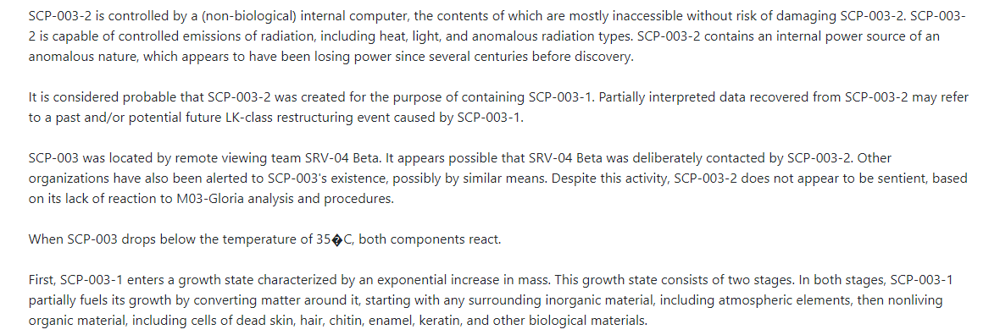 SCP-003-2 is controlled by a (non-biological) internal computer, the contents of which are mostly inaccessible without risk of damaging SCP-003-2. SCP-003-
2 is capable of controlled emissions of radiation, including heat, light, and anomalous radiation types. SCP-003-2 contains an internal power source of an
anomalous nature, which appears to have been losing power since several centuries before discovery.
It is considered probable that SCP-003-2 was created for the purpose of containing SCP-003-1. Partially interpreted data recovered from SCP-003-2 may refer
to a past and/or potential future LK-class restructuring event caused by SCP-003-1.
SCP-003 was located by remote viewing team SRV-04 Beta. It appears possible that SRV-04 Beta was deliberately contacted by SCP-003-2. Other
organizations have also been alerted to SCP-003's existence, possibly by similar means. Despite this activity, SCP-003-2 does not appear to be sentient, based
on its lack of reaction to M03-Gloria analysis and procedures.
When SCP-003 drops below the temperature of 35�C, both components react.
First, SCP-003-1 enters a growth state characterized by an exponential increase in mass. This growth state consists of two stages. In both stages, SCP-003-1
partially fuels its growth by converting matter around it, starting with any surrounding inorganic material, including atmospheric elements, then nonliving
organic material, including cells of dead skin, hair, chitin, enamel, keratin, and other biological materials.